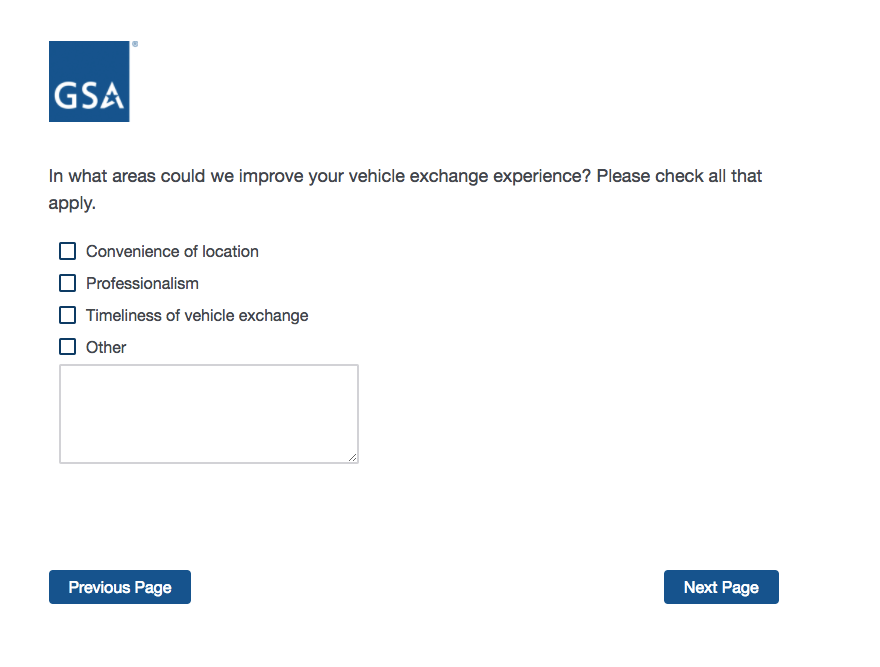 GSA
®
In what areas could we improve your vehicle exchange experience? Please check all that
apply.
Convenience of location
Professionalism
Timeliness of vehicle exchange
Other
Previous Page
Next Page